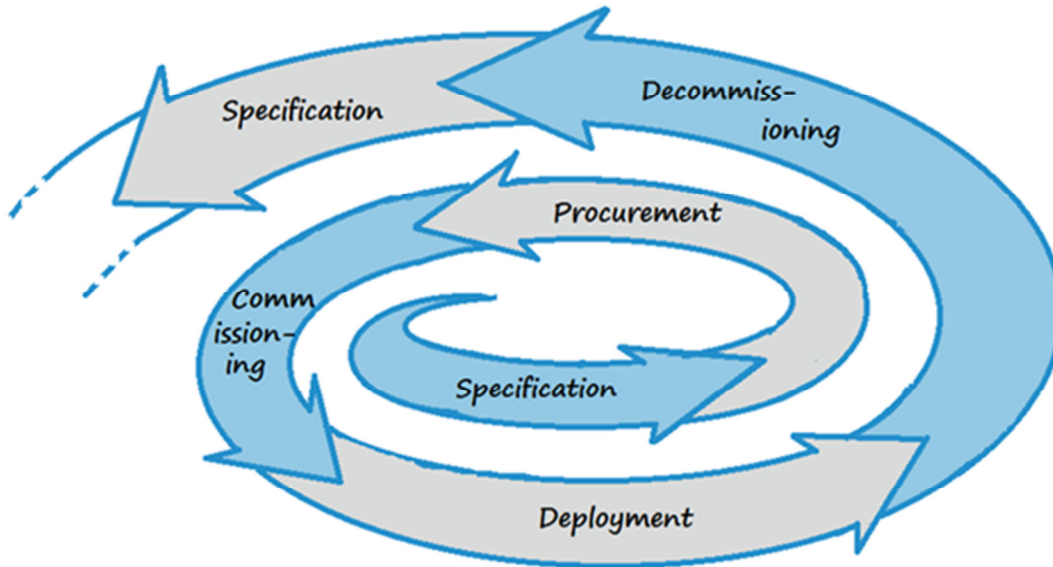 Specification
Decommiss-
ioning
Procurement
Comm
ission-
ing
Specification
Deployment